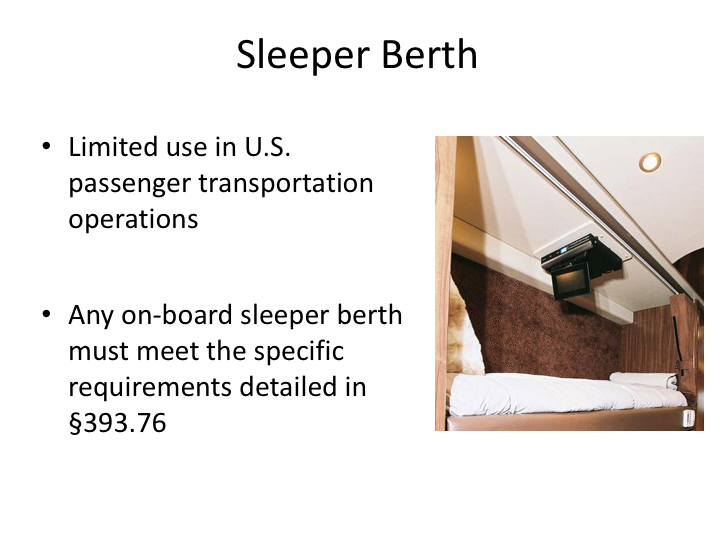 Sleeper Berth
• Limited use in U.S.
passenger transportation
operations
• Any on-board sleeper berth
must meet the specific
requirements detailed in
§393.76